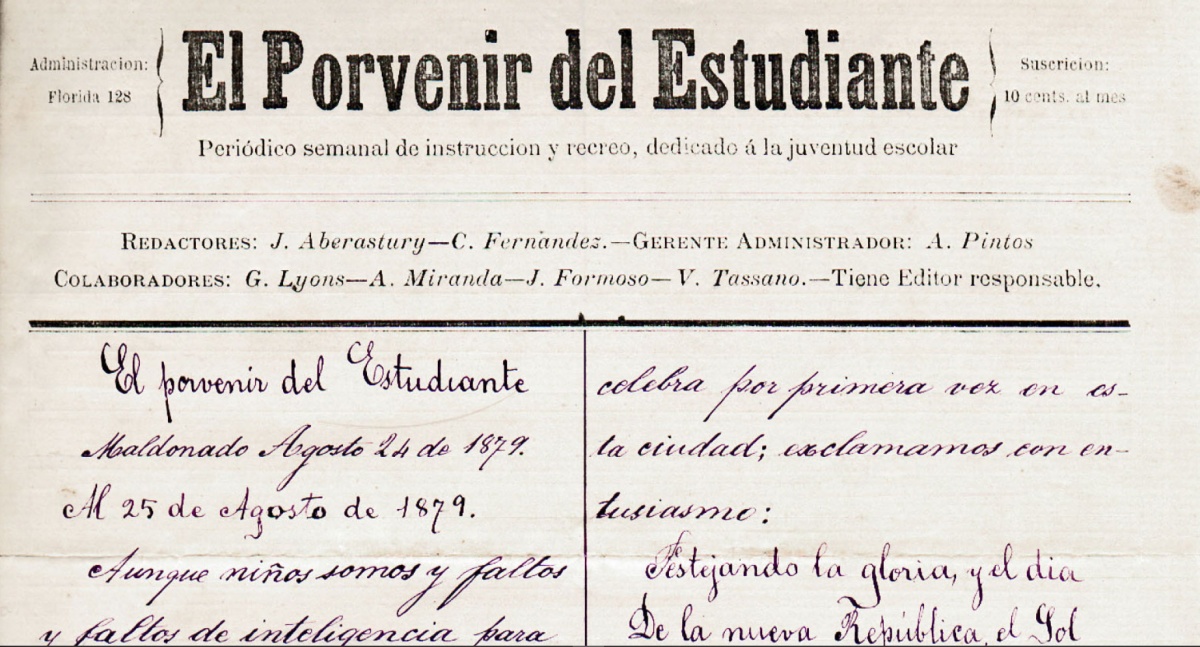 Administracion:
Florida 128
El Porvenir del Estudiante
Suscricion:
10 cents. al mes
Periódico semanal de instruccion y recreo, dedicado á la juventud escolar
REDACTORES: J. Aberastury—C. Fernàndez.—GERENTE ADMINISTRADOR: A. Pintos
COLABORADORES: G. Lyons—A. Miranda—J. Formoso—V. Tassano.—Tiene Editor responsable.
El porvenir del Estudiante
Maldonado Agosto 24 de 1879.
Al 25 de Agosto de 1879.
Aunque niños somos y faltos
y faltos de inteligencia para
celebra por primera vez en es-
ta ciudad; exclamamos con en-
tusiasmo:
Festejando la gloria, y el dia
De la nueva República, el Sol